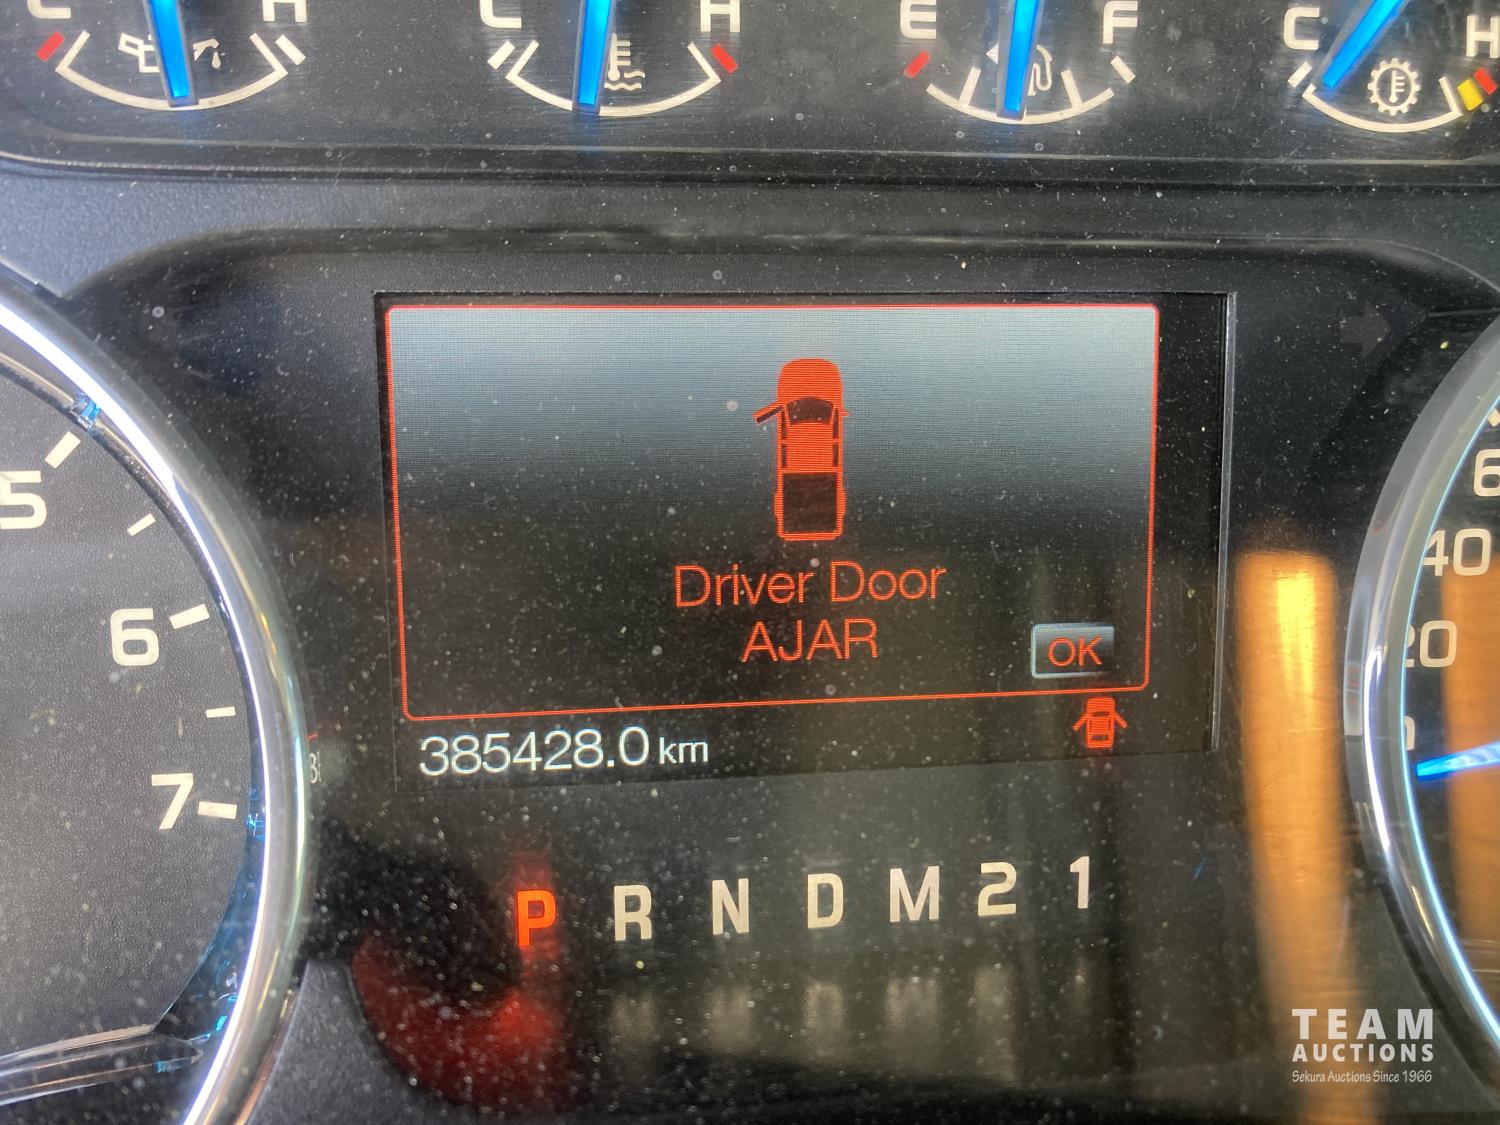 C H C H E F C H
Driver Door
AJAR
OK
385428.0 km
5
6
7
40
20
P R N D M 2 1
TEAM
AUCTIONS
Sekura Auctions Since 1966